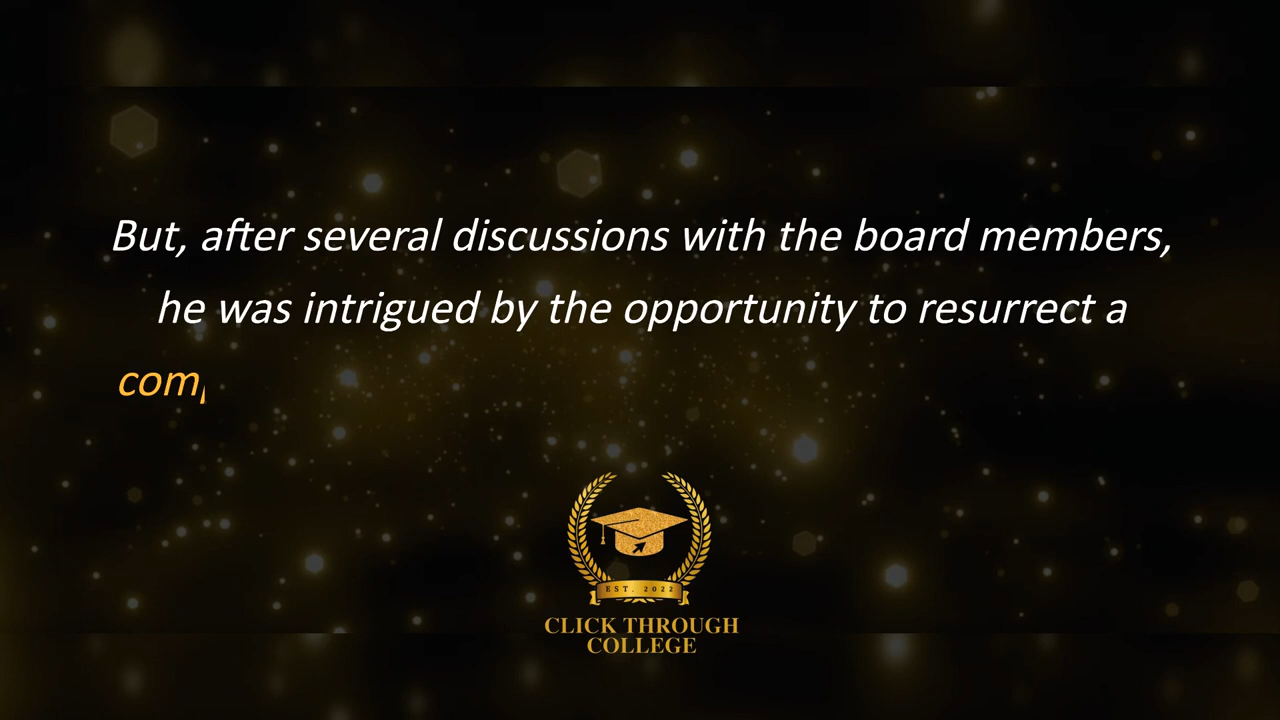 But, after several discussions with the board members,
he was intrigued by the opportunity to resurrect a
com
EST. 2022
CLICK THROUGH
COLLEGE